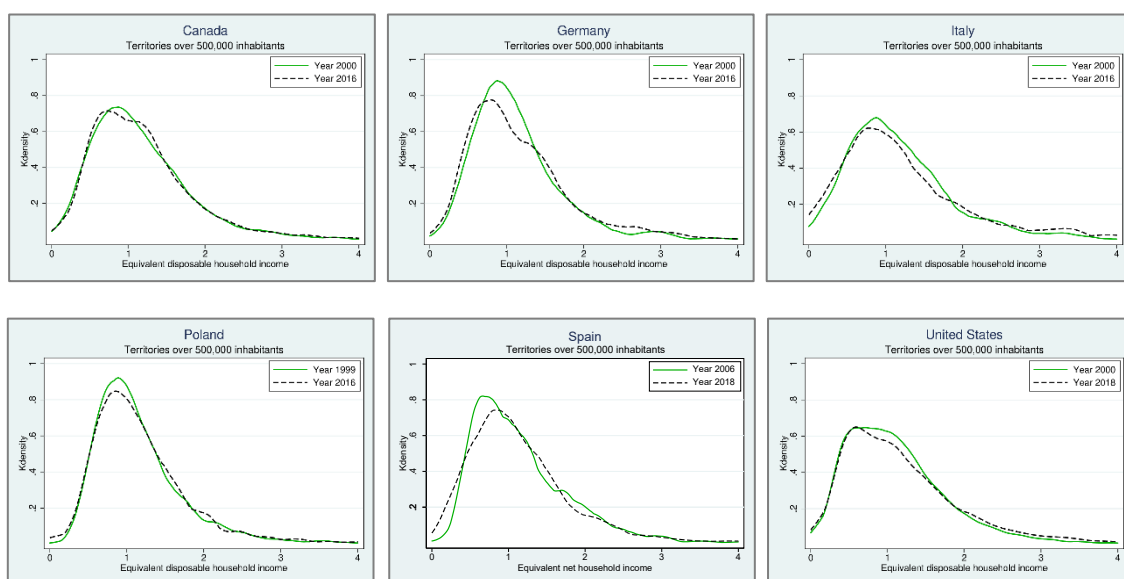 Canada
Territories over 500,000 inhabitants
Year 2000
Year 2016
Kdensity
.2 .4 .6 .8 1
0 1 2 3 4
Equivalent disposable household income
Germany
Territories over 500,000 inhabitants
Year 2000
Year 2016
Kdensity
.2 .4 .6 .8 1
0 1 2 3 4
Equivalent disposable household income
Italy
Territories over 500,000 inhabitants
Year 2000
Year 2016
Kdensity
.2 .4 .6 .8 1
0 1 2 3 4
Equivalent disposable household income
Poland
Territories over 500,000 inhabitants
Year 1999
Year 2016
Kdensity
.2 .4 .6 .8 1
0 1 2 3 4
Equivalent disposable household income
Spain
Territories over 500,000 inhabitants
Year 2006
Year 2018
Kdensity
.2 .4 .6 .8 1
0 1 2 3 4
Equivalent net household income
United States
Territories over 500,000 inhabitants
Year 2000
Year 2018
Kdensity
.2 .4 .6 .8 1
0 1 2 3 4
Equivalent disposable household income